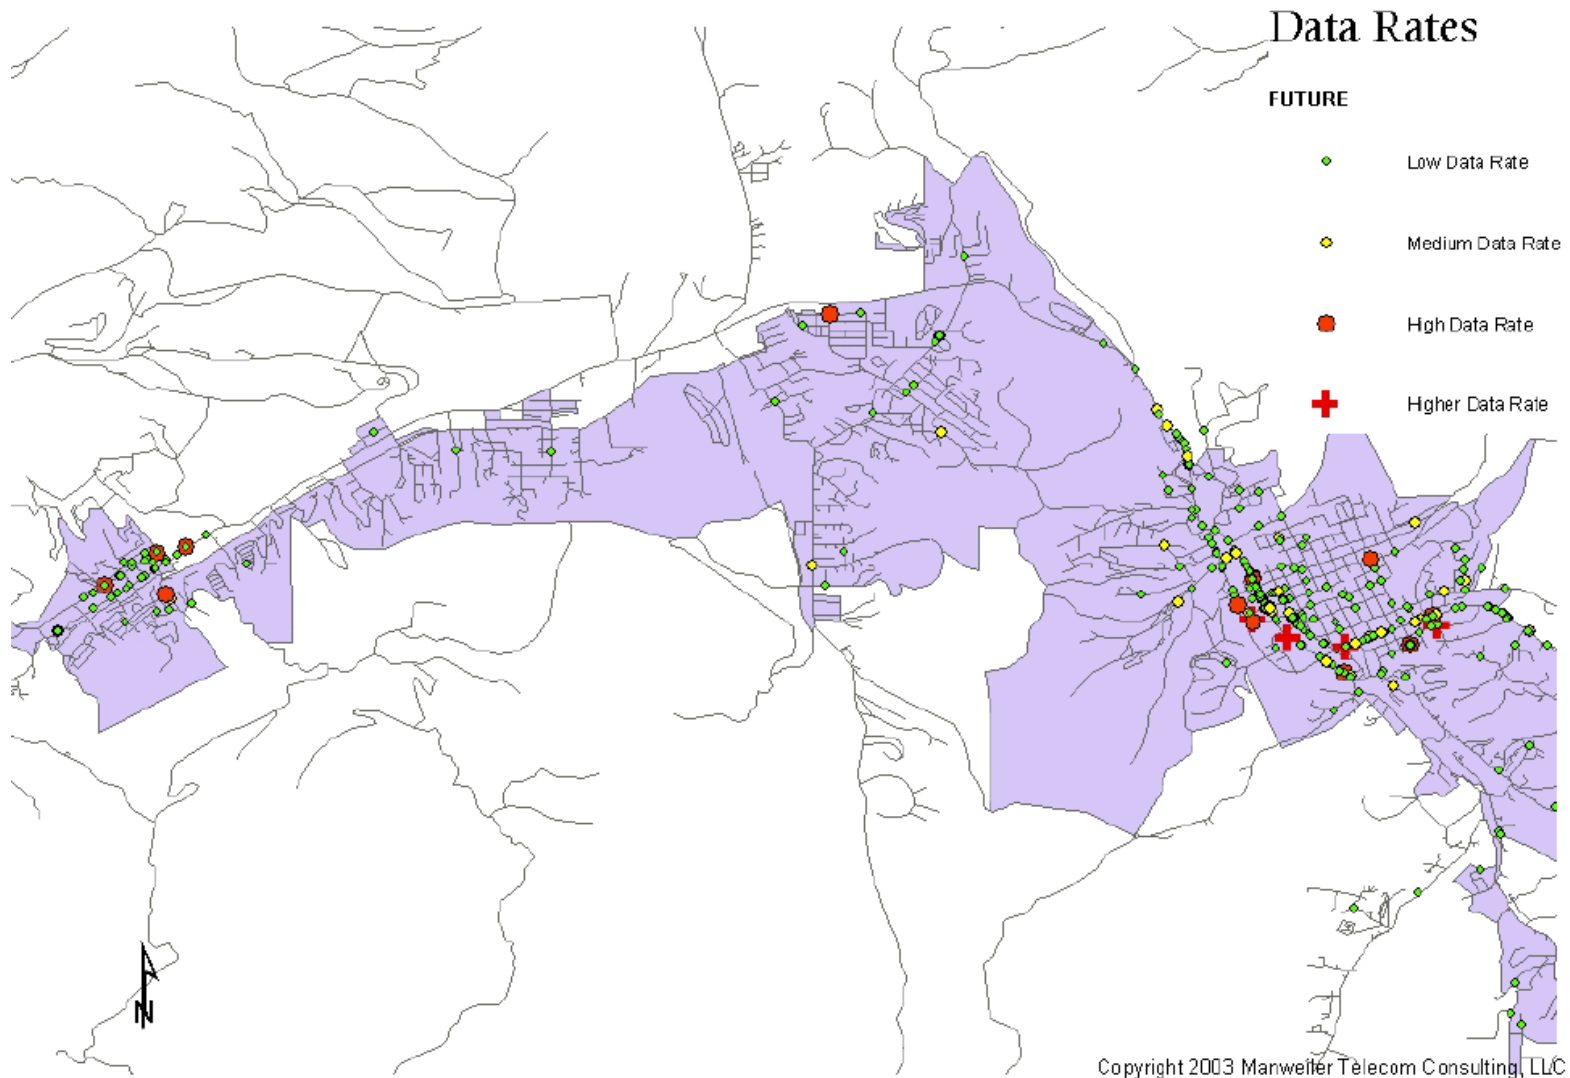 Data Rates
FUTURE
Low Data Rate
Medium Data Rate
High Data Rate
Higher Data Rate
N
Copyright 2003 Manweiler Telecom Consulting, LLC